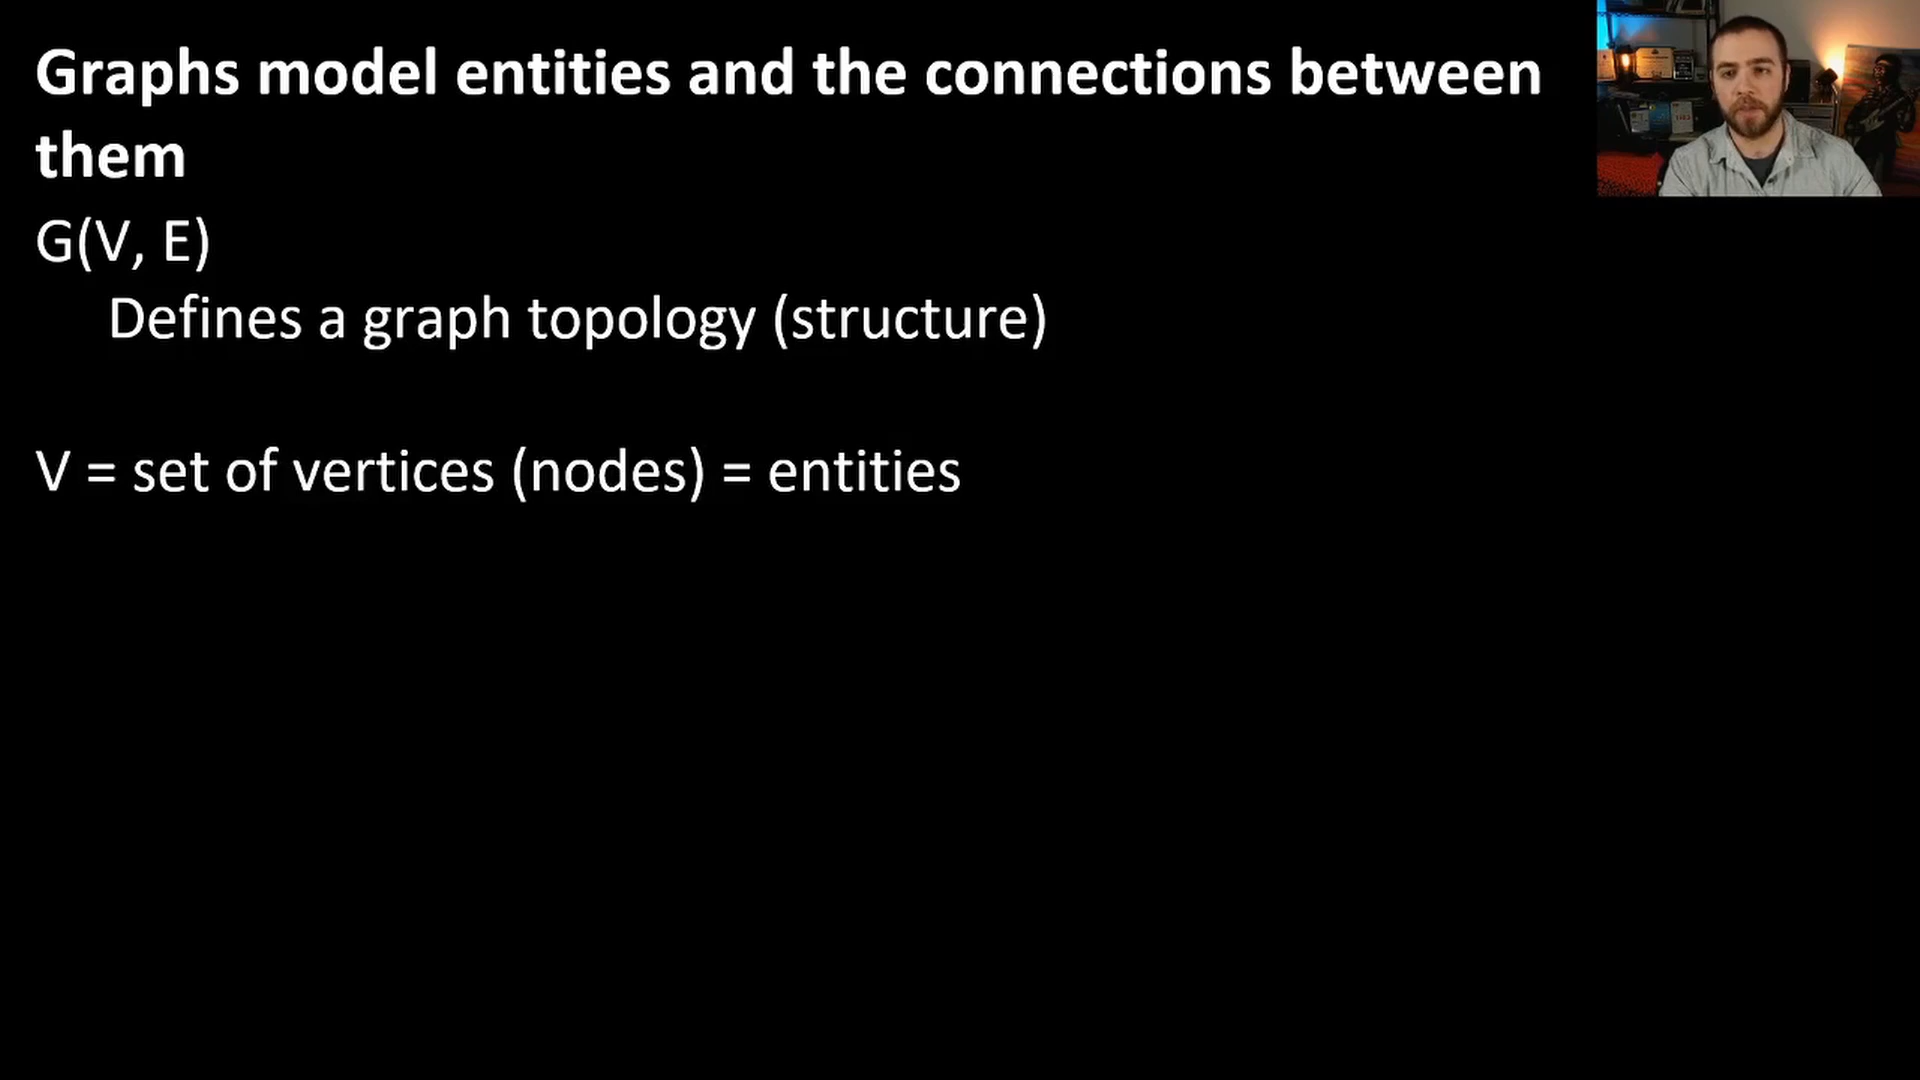 Graphs model entities and the connections between
them
G(V, E)
Defines a graph topology (structure)
V = set of vertices (nodes) = entities